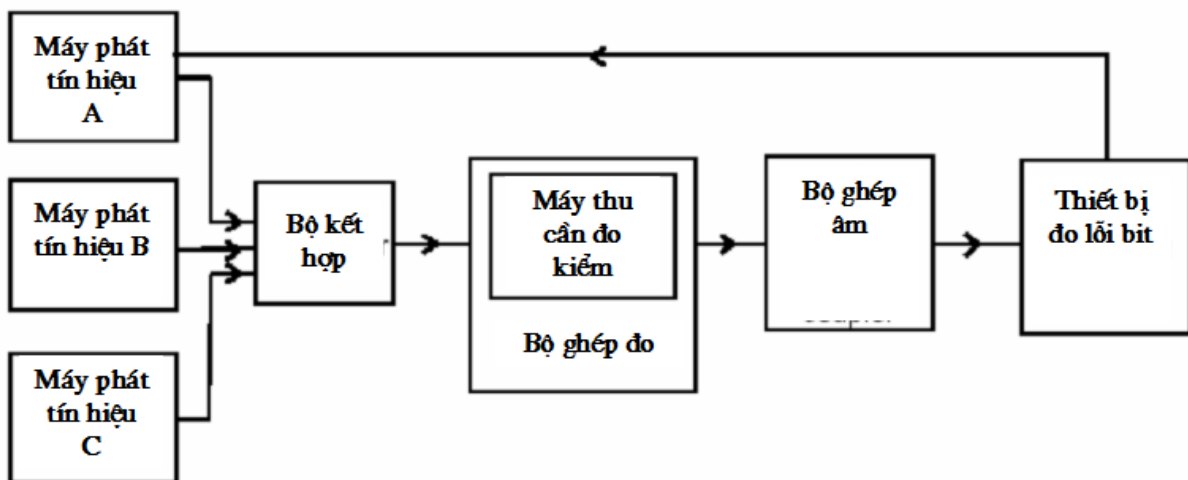 Máy phát
tín hiệu
A
Máy phát
tín hiệu B
Máy phát
tín hiệu
C
Bộ kết
hợp
Máy thu
cần đo
kiểm
Bộ ghép đo
Bộ ghép
âm
Thiết bị
đo lỗi bit